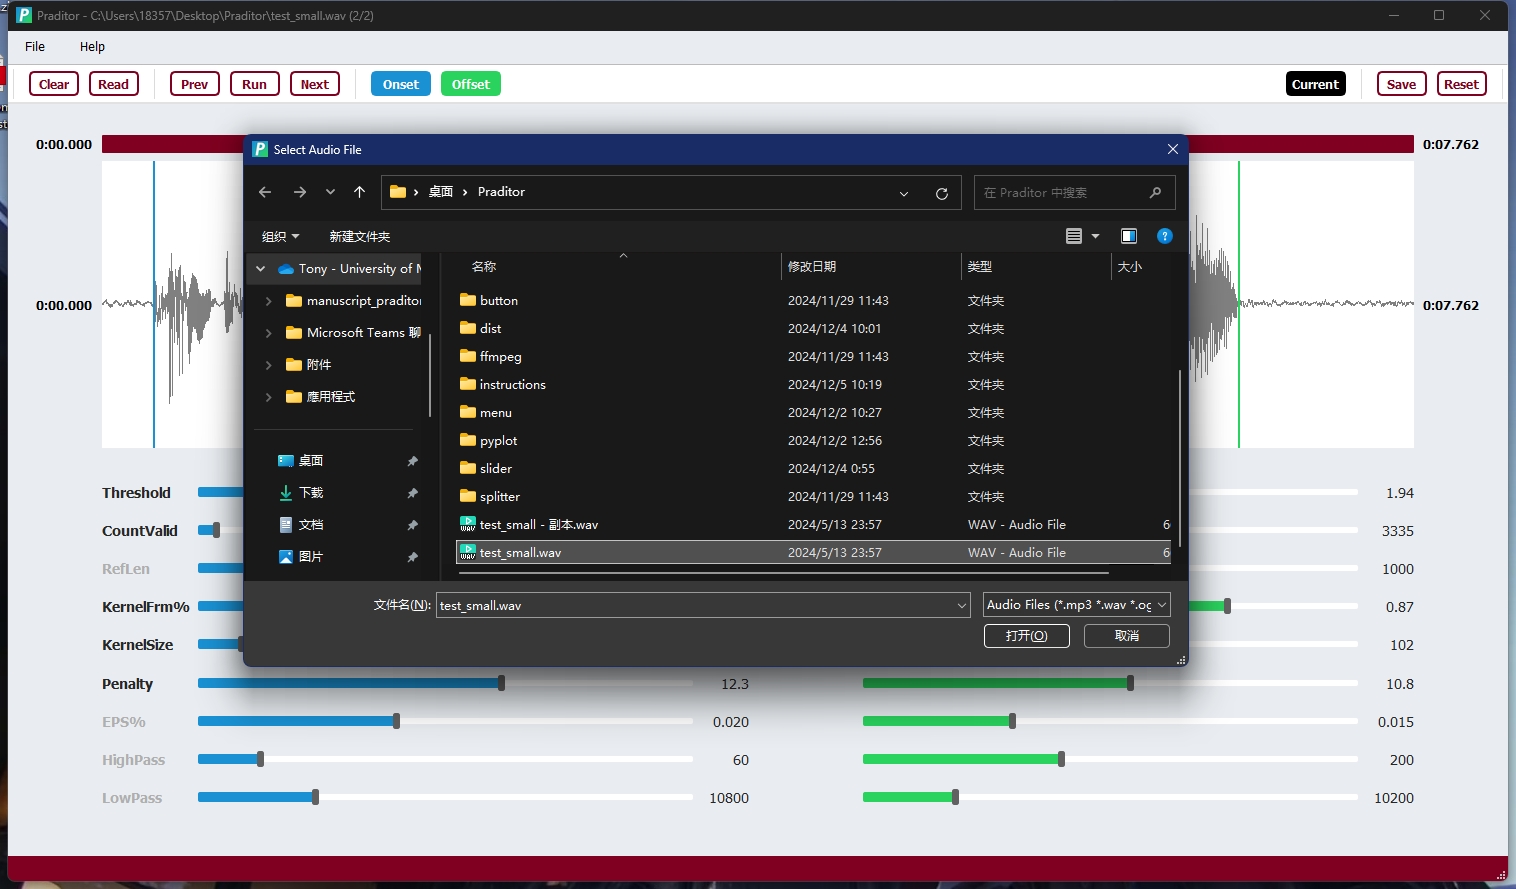 Praditor - C:\Users\18357\Desktop\Praditor\test_small.wav (2/2)
File Help
Clear Read Prev Run Next Onset Offset Current Save Reset
0:00.000 0:07.762
Select Audio File
桌面 Praditor 在 Praditor 中搜索
组织 新建文件夹
名称 修改日期 类型 大小
Tony - University of M
manuscript_praditor
Microsoft Teams 聊
附件
應用程式
桌面
下载
文档
图片
button 2024/11/29 11:43 文件夹
dist 2024/12/4 10:01 文件夹
ffmpeg 2024/11/29 11:43 文件夹
instructions 2024/12/5 10:19 文件夹
menu 2024/12/2 10:27 文件夹
pyplot 2024/12/2 12:56 文件夹
slider 2024/12/4 0:55 文件夹
splitter 2024/11/29 11:43 文件夹
test_small - 副本.wav 2024/5/13 23:57 WAV - Audio File 6
test_small.wav 2024/5/13 23:57 WAV - Audio File 6
文件名(N): test_small.wav Audio Files (*.mp3 *.wav *.og
打开(O) 取消
0:00.000 0:07.762
Threshold 1.94
CountValid 3335
RefLen 1000
KernelFrm% 0.87
KernelSize 102
Penalty 12.3 10.8
EPS% 0.020 0.015
HighPass 60 200
LowPass 10800 10200